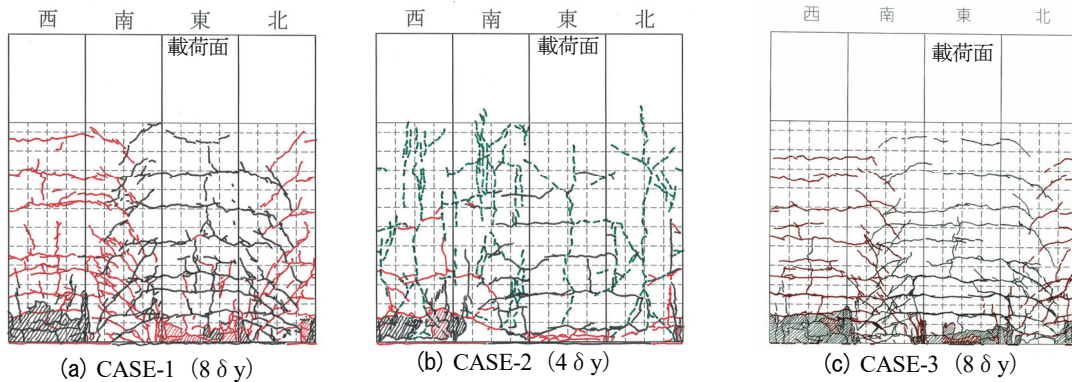 西 南 東 北
載荷面
(a) CASE-1 (8δy)
西 南 東 北
載荷面
(b) CASE-2 (4δy)
西 南 東 北
載荷面
(c) CASE-3 (8δy)